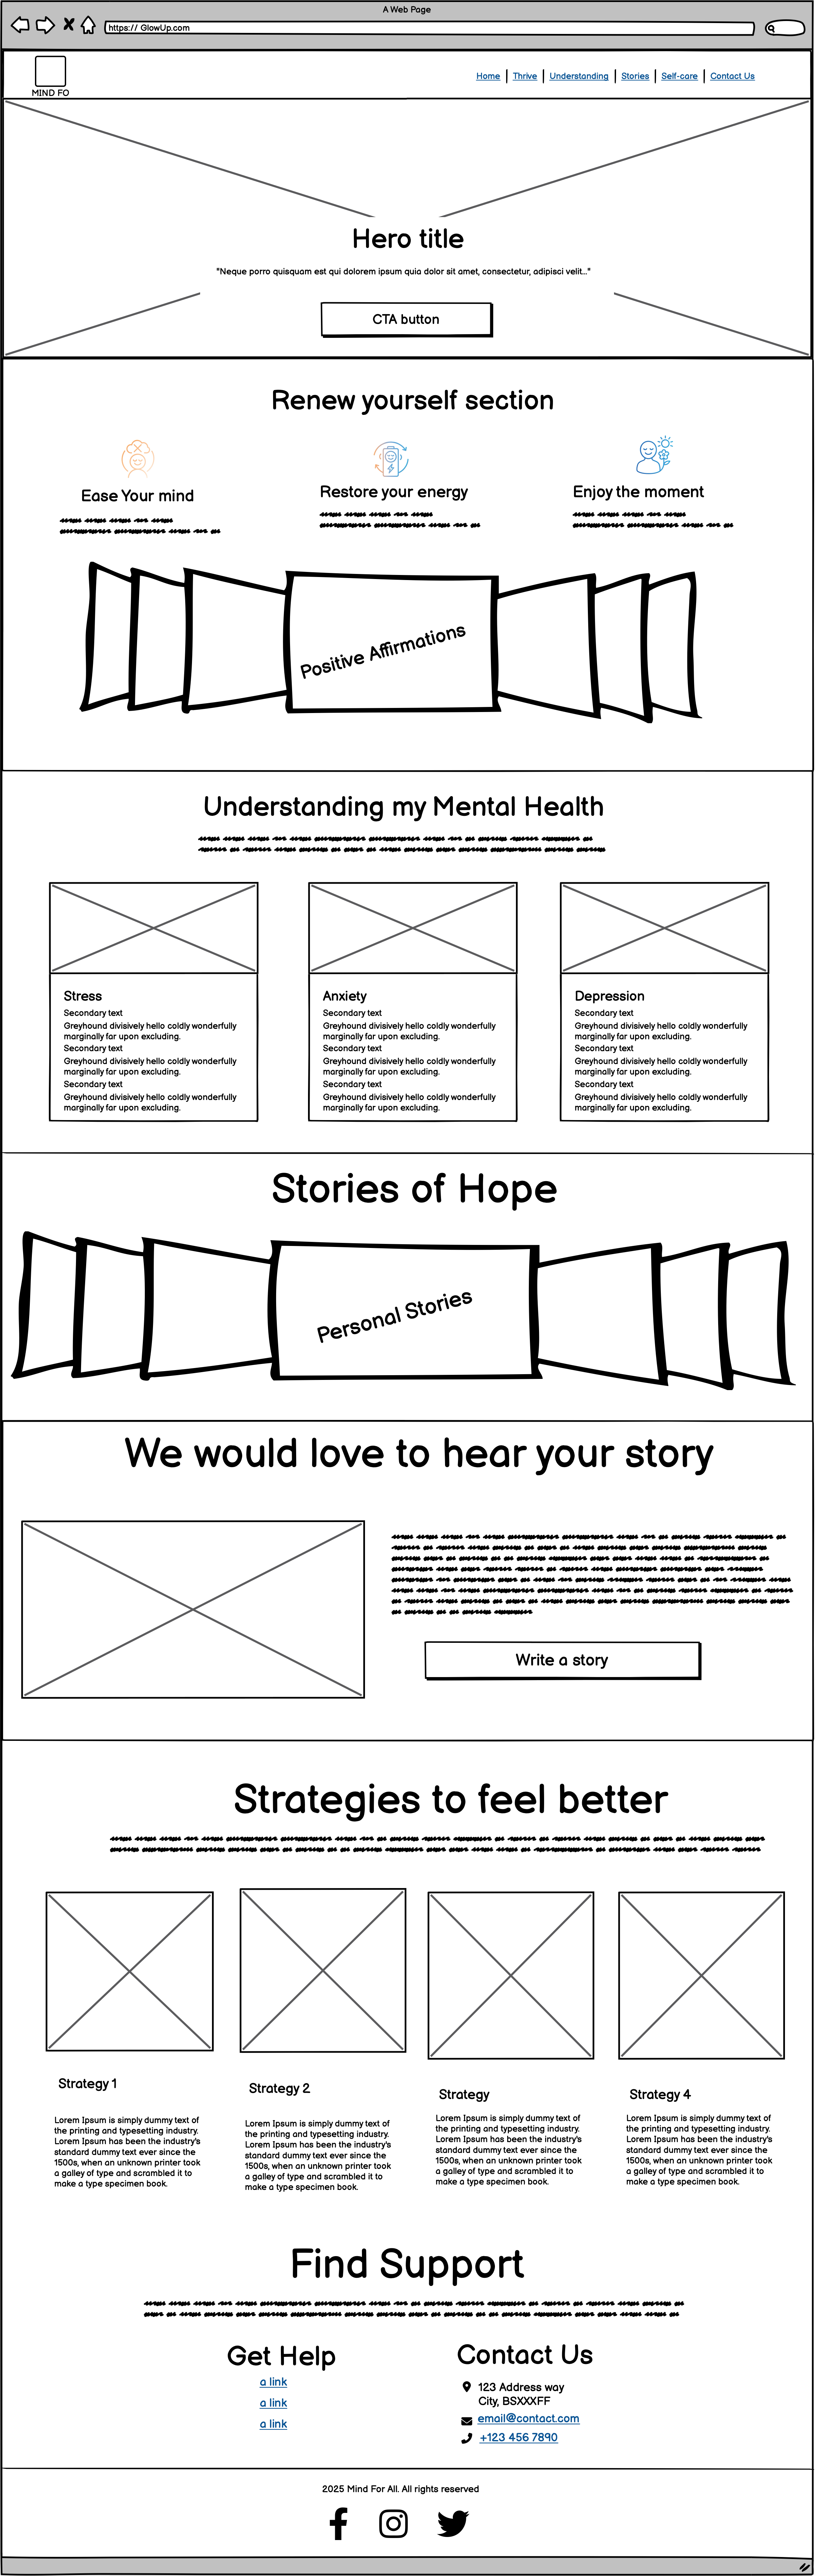 A Web Page
https:// GlowUp.com
MIND FO
Home
Thrive
Understanding
Stories
Self-care
Contact Us
Hero title
"Neque porro quisquam est qui dolorem ipsum quia dolor sit amet, consectetur, adipisci velit..."
CTA button
Renew yourself section
Ease Your mind
Restore your energy
Enjoy the moment
Positive Affirmations
Understanding my Mental Health
Stress
Secondary text
Greyhound divisively hello coldly wonderfully
marginally far upon excluding.
Secondary text
Greyhound divisively hello coldly wonderfully
marginally far upon excluding.
Secondary text
Greyhound divisively hello coldly wonderfully
marginally far upon excluding.
Anxiety
Secondary text
Greyhound divisively hello coldly wonderfully
marginally far upon excluding.
Secondary text
Greyhound divisively hello coldly wonderfully
marginally far upon excluding.
Secondary text
Greyhound divisively hello coldly wonderfully
marginally far upon excluding.
Depression
Secondary text
Greyhound divisively hello coldly wonderfully
marginally far upon excluding.
Secondary text
Greyhound divisively hello coldly wonderfully
marginally far upon excluding.
Secondary text
Greyhound divisively hello coldly wonderfully
marginally far upon excluding.
Stories of Hope
Personal Stories
We would love to hear your story
Write a story
Strategies to feel better
Strategy 1
Lorem Ipsum is simply dummy text of
the printing and typesetting industry.
Lorem Ipsum has been the industry's
standard dummy text ever since the
1500s, when an unknown printer took
a galley of type and scrambled it to
make a type specimen book.
Strategy 2
Lorem Ipsum is simply dummy text of
the printing and typesetting industry.
Lorem Ipsum has been the industry's
standard dummy text ever since the
1500s, when an unknown printer took
a galley of type and scrambled it to
make a type specimen book.
Strategy
Lorem Ipsum is simply dummy text of
the printing and typesetting industry.
Lorem Ipsum has been the industry's
standard dummy text ever since the
1500s, when an unknown printer took
a galley of type and scrambled it to
make a type specimen book.
Strategy 4
Lorem Ipsum is simply dummy text of
the printing and typesetting industry.
Lorem Ipsum has been the industry's
standard dummy text ever since the
1500s, when an unknown printer took
a galley of type and scrambled it to
make a type specimen book.
Find Support
Get Help
a link
a link
a link
Contact Us
123 Address way
City, BSXXXFF
email@contact.com
+123 456 7890
2025 Mind For All. All rights reserved